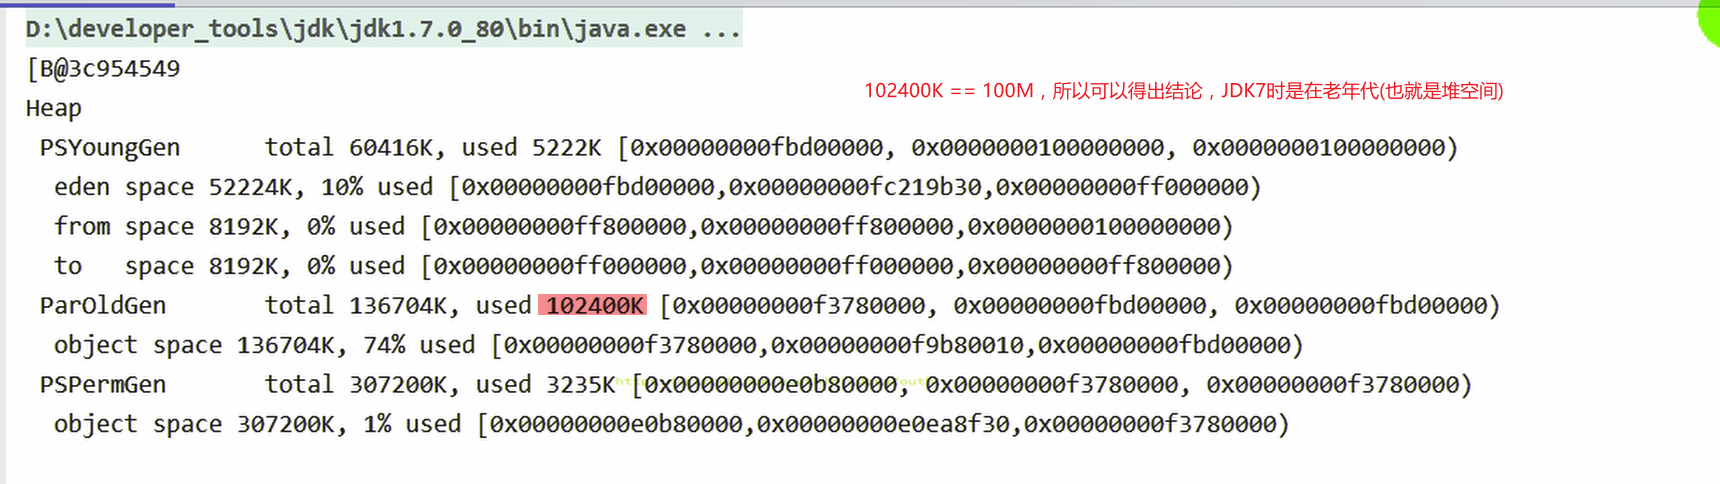 D:\developer_tools\jdk\jdk1.7.0_80\bin\java.exe ...
[B@3c954549
102400K == 100M，所以可以得出结论，JDK7时是在老年代(也就是堆空间)
Heap
PSYoungGen total 60416K, used 5222K [0x00000000fbd00000, 0x0000000100000000, 0x0000000100000000)
eden space 52224K, 10% used [0x00000000fbd00000,0x00000000fc219b30,0x00000000ff000000)
from space 8192K, 0% used [0x00000000ff800000,0x00000000ff800000,0x0000000100000000)
to space 8192K, 0% used [0x00000000ff000000,0x00000000ff000000,0x00000000ff800000)
ParOldGen total 136704K, used 102400K [0x00000000f3780000, 0x00000000fbd00000, 0x00000000fbd00000)
object space 136704K, 74% used [0x00000000f3780000,0x00000000f9b80010,0x00000000fbd00000)
PSPermGen total 307200K, used 3235K [0x00000000e0b80000, 0x00000000f3780000, 0x00000000f3780000)
object space 307200K, 1% used [0x00000000e0b80000,0x00000000e0ea8f30,0x00000000f3780000)